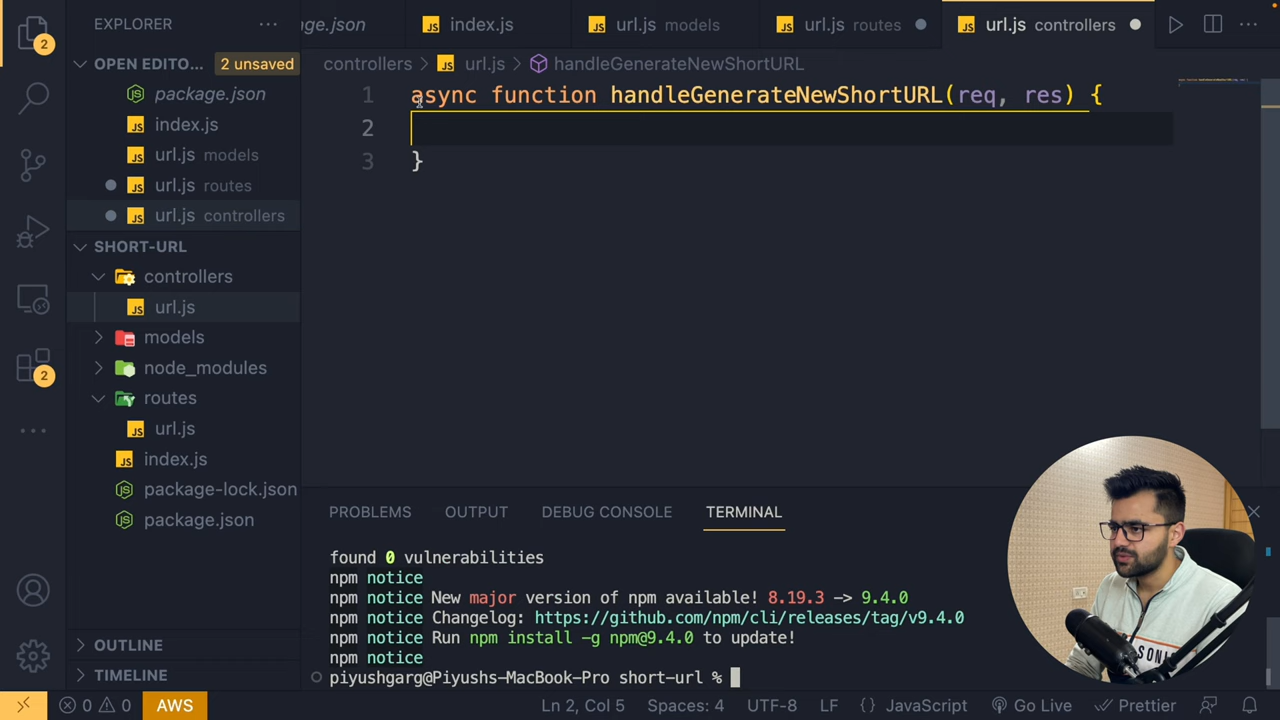 EXPLORER
OPEN EDITO... 2 unsaved
package.json
index.js
url.js models
url.js routes
url.js controllers
SHORT-URL
controllers
url.js
models
node_modules
routes
url.js
index.js
package-lock.json
package.json
OUTLINE
TIMELINE
2
2
ɔage.json
index.js
url.js models
url.js routes
url.js controllers
controllers > url.js > handleGenerateNewShortURL
1 async function handleGenerateNewShortURL(req, res) {
2
3 }
PROBLEMS OUTPUT DEBUG CONSOLE TERMINAL
found 0 vulnerabilities
npm notice
npm notice New major version of npm available! 8.19.3 -> 9.4.0
npm notice Changelog: https://github.com/npm/cli/releases/tag/v9.4.0
npm notice Run npm install -g npm@9.4.0 to update!
npm notice
piyushgarg@Piyushs-MacBook-Pro short-url %
0 0 AWS Ln 2, Col 5 Spaces: 4 UTF-8 LF {} JavaScript Go Live Prettier